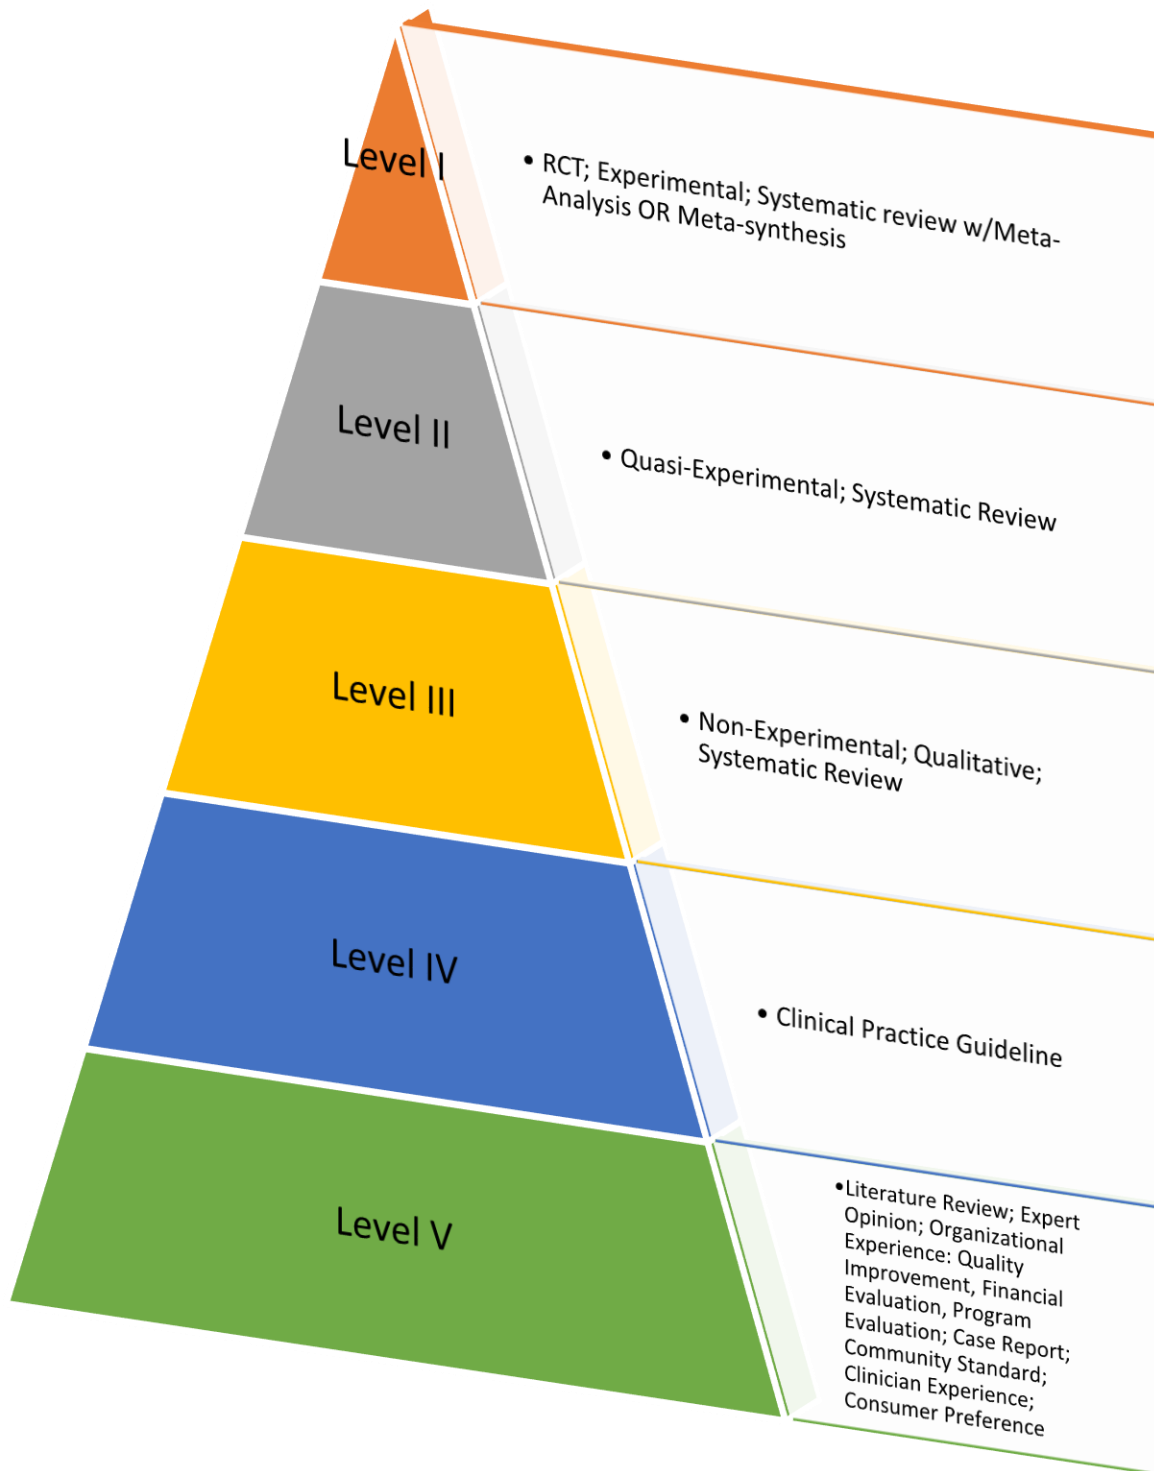 Level I
• RCT; Experimental; Systematic review w/Meta-
Analysis OR Meta-synthesis
Level II
• Quasi-Experimental; Systematic Review
Level III
• Non-Experimental; Qualitative;
Systematic Review
Level IV
• Clinical Practice Guideline
Level V
•Literature Review; Expert
Opinion; Organizational
Experience: Quality
Improvement, Financial
Evaluation, Program
Evaluation; Case Report;
Community Standard;
Clinician Experience;
Consumer Preference